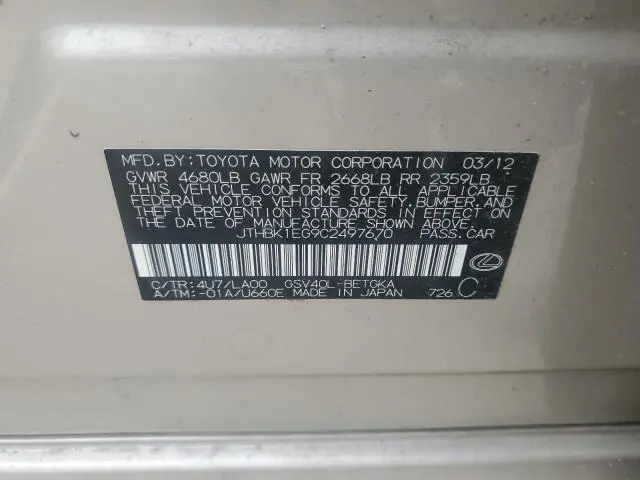 MFD. BY: TOYOTA MOTOR CORPORATION 03/12
GVWR 4680LB GAWR FR 2668LB RR 2359LB
THIS VEHICLE CONFORMS TO ALL APPLICABLE
FEDERAL MOTOR VEHICLE SAFETY, BUMPER, AND
THEFT PREVENTION STANDARDS IN EFFECT ON
THE DATE OF MANUFACTURE SHOWN ABOVE.
JTHBK1EG9C2497670 PASS. CAR
C/TR: 4U7/LA00 GSV40L-BETGKA
A/TM: -01A/U660E MADE IN JAPAN 726 C